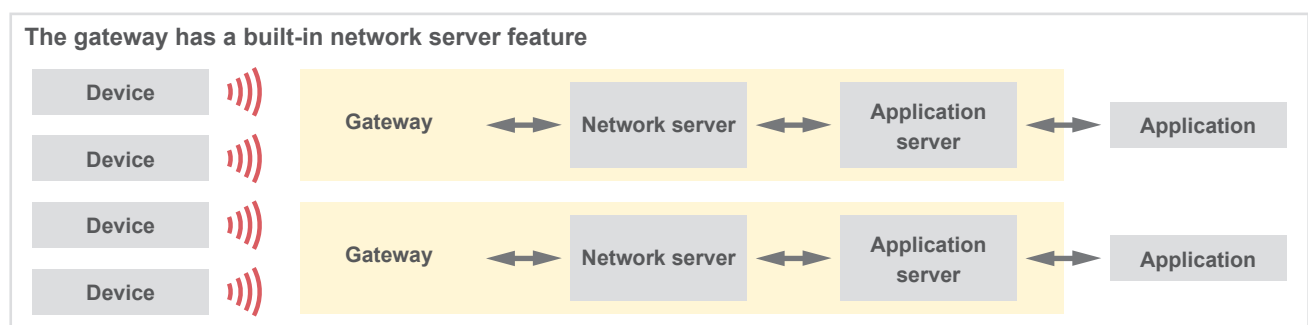 The gateway has a built-in network server feature
Device
Device
Gateway
Network server
Application
server
Application
Device
Device
Gateway
Network server
Application
server
Application